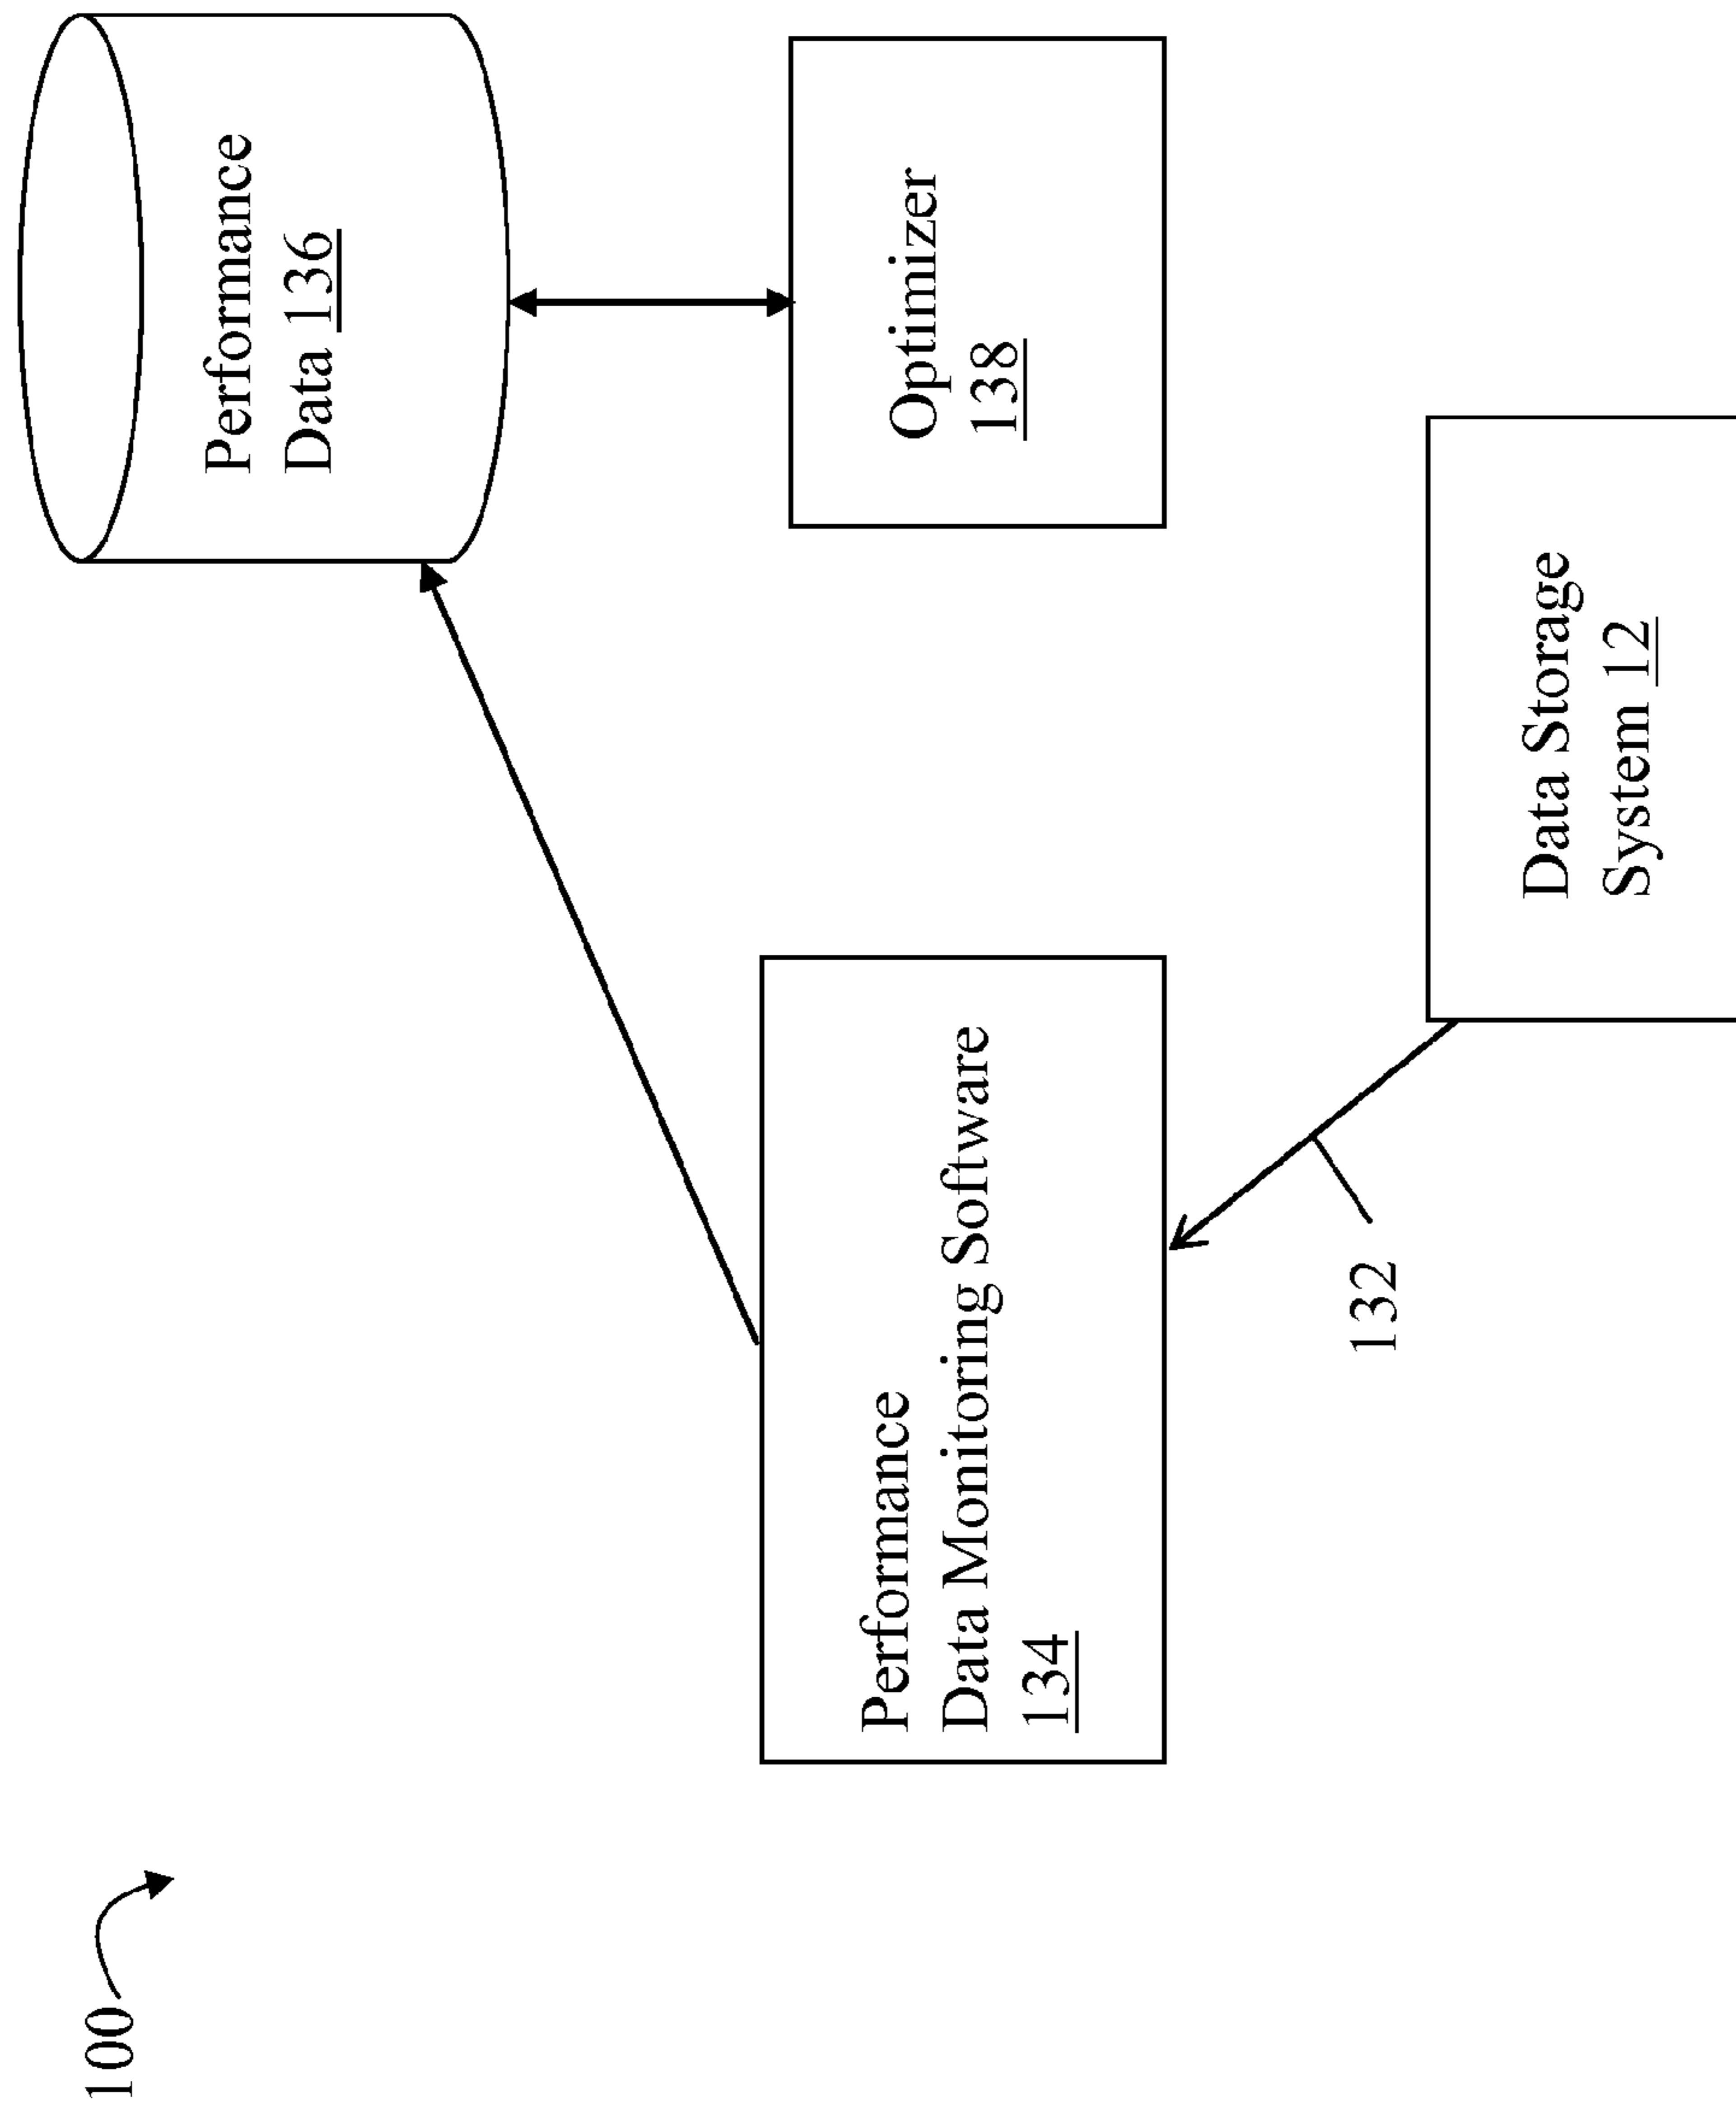 100
Performance
Data Monitoring Software
134
Performance
Data 136
Optimizer
138
132
Data Storage
System 12